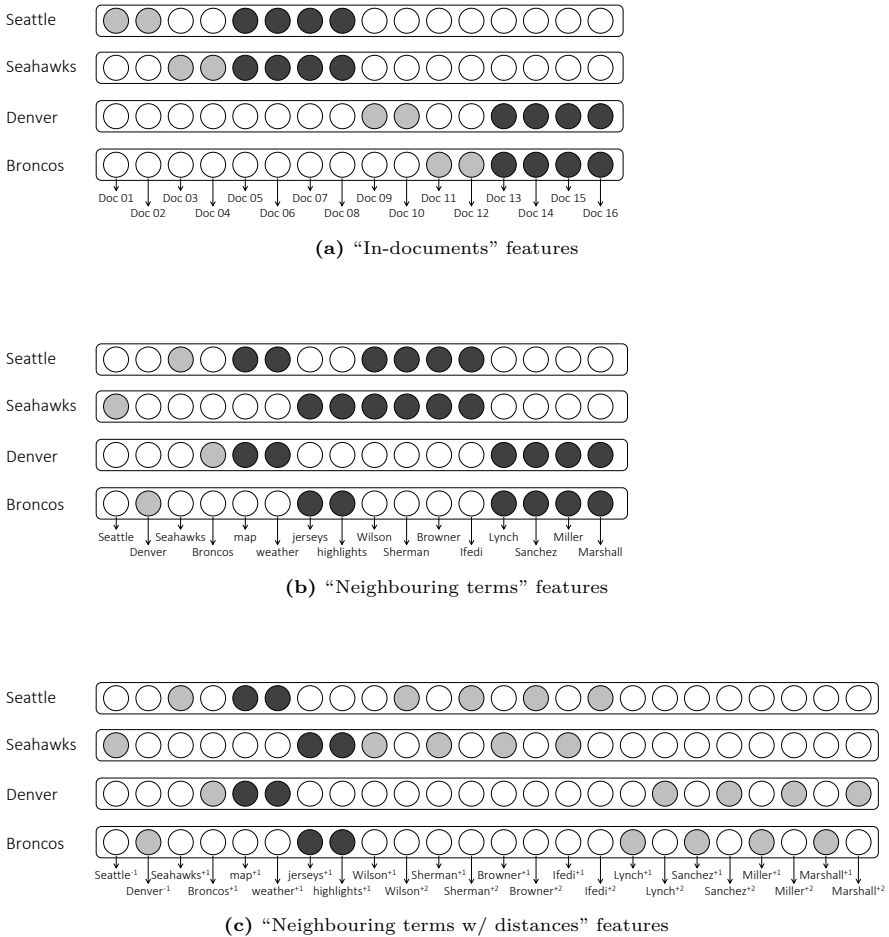 Seattle
Seahawks
Denver
Broncos
Doc 01 Doc 03 Doc 05 Doc 07 Doc 09 Doc 11 Doc 13 Doc 15
Doc 02 Doc 04 Doc 06 Doc 08 Doc 10 Doc 12 Doc 14 Doc 16
(a) “In-documents” features
Seattle
Seahawks
Denver
Broncos
Seattle Seahawks map jerseys Wilson Browner Lynch Miller
Denver Broncos weather highlights Sherman Ifedi Sanchez Marshall
(b) “Neighbouring terms” features
Seattle
Seahawks
Denver
Broncos
Seattle-1 Seahawks+1 map+1 jerseys+1 Wilson+1 Sherman+1 Browner+1 Ifedi+1 Lynch+1 Sanchez+1 Miller+1 Marshall+1
Denver-1 Broncos+1 weather+1 highlights+1 Wilson+2 Sherman+2 Browner+2 Ifedi+2 Lynch+2 Sanchez+2 Miller+2 Marshall+2
(c) “Neighbouring terms w/ distances” features